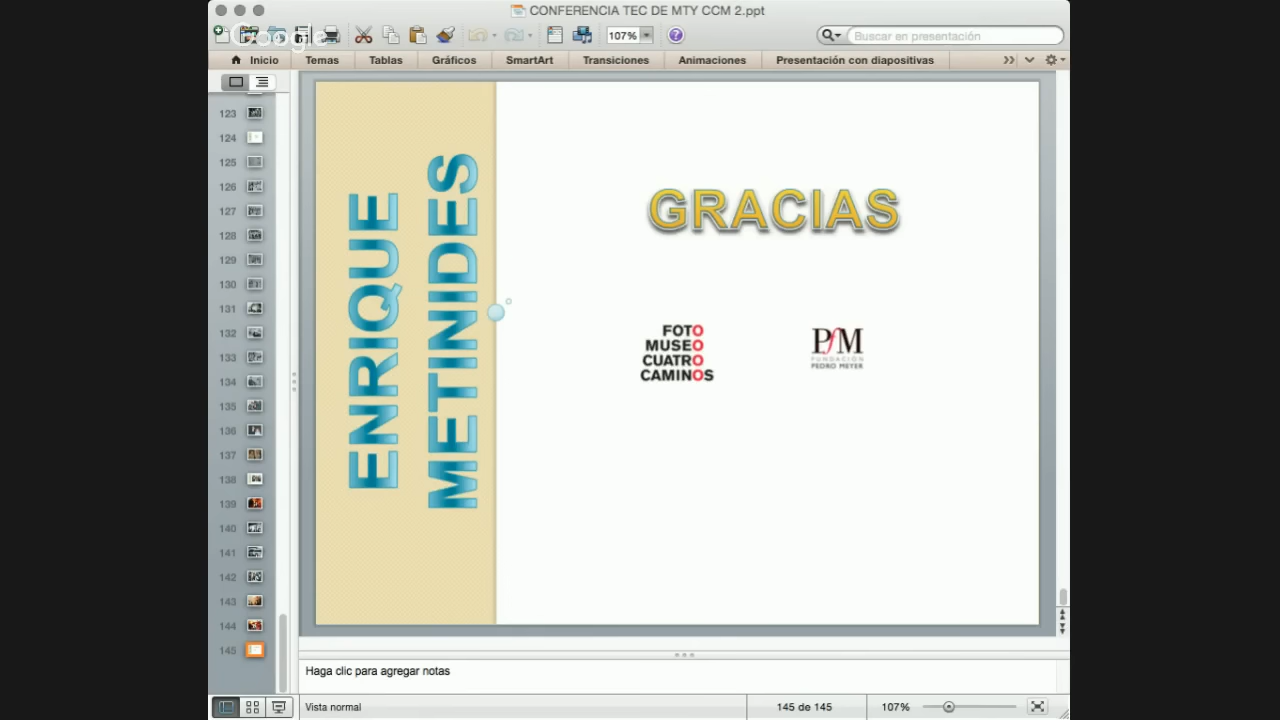 CONFERENCIA TEC DE MTY CCM 2.ppt
Google
107%
Buscar en presentación
Inicio
Temas
Tablas
Gráficos
SmartArt
Transiciones
Animaciones
Presentación con diapositivas
123
124
125
126
127
128
129
130
131
132
133
134
135
136
137
138
139
140
141
142
143
144
145
ENRIQUE
METINIDES
GRACIAS
FOTO
MUSEO
CUATRO
CAMINOS
PfM
FUNDACIÓN
PEDRO MEYER
Haga clic para agregar notas
Vista normal
145 de 145
107%